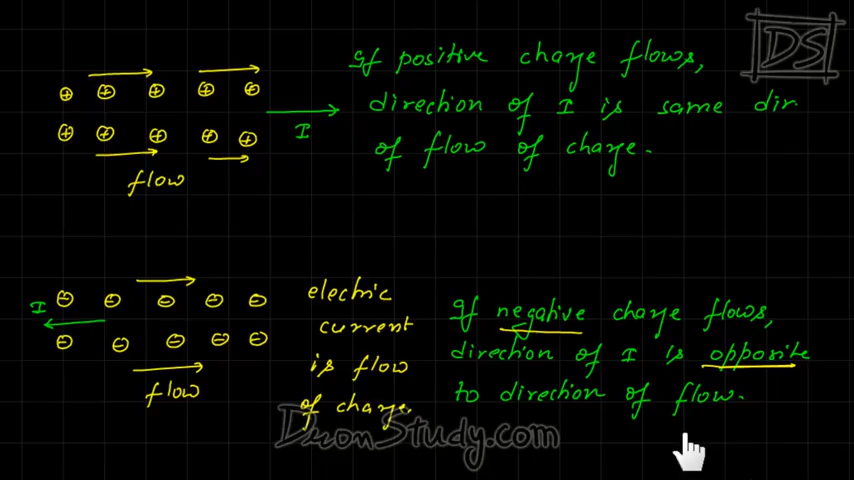 DS
If positive charge flows,
direction of I is same dir.
of flow of charge.
I
flow
I
flow
electric
current
is flow
of charge.
If negative charge flows,
direction of I is opposite
to direction of flow.
DronStudy.com